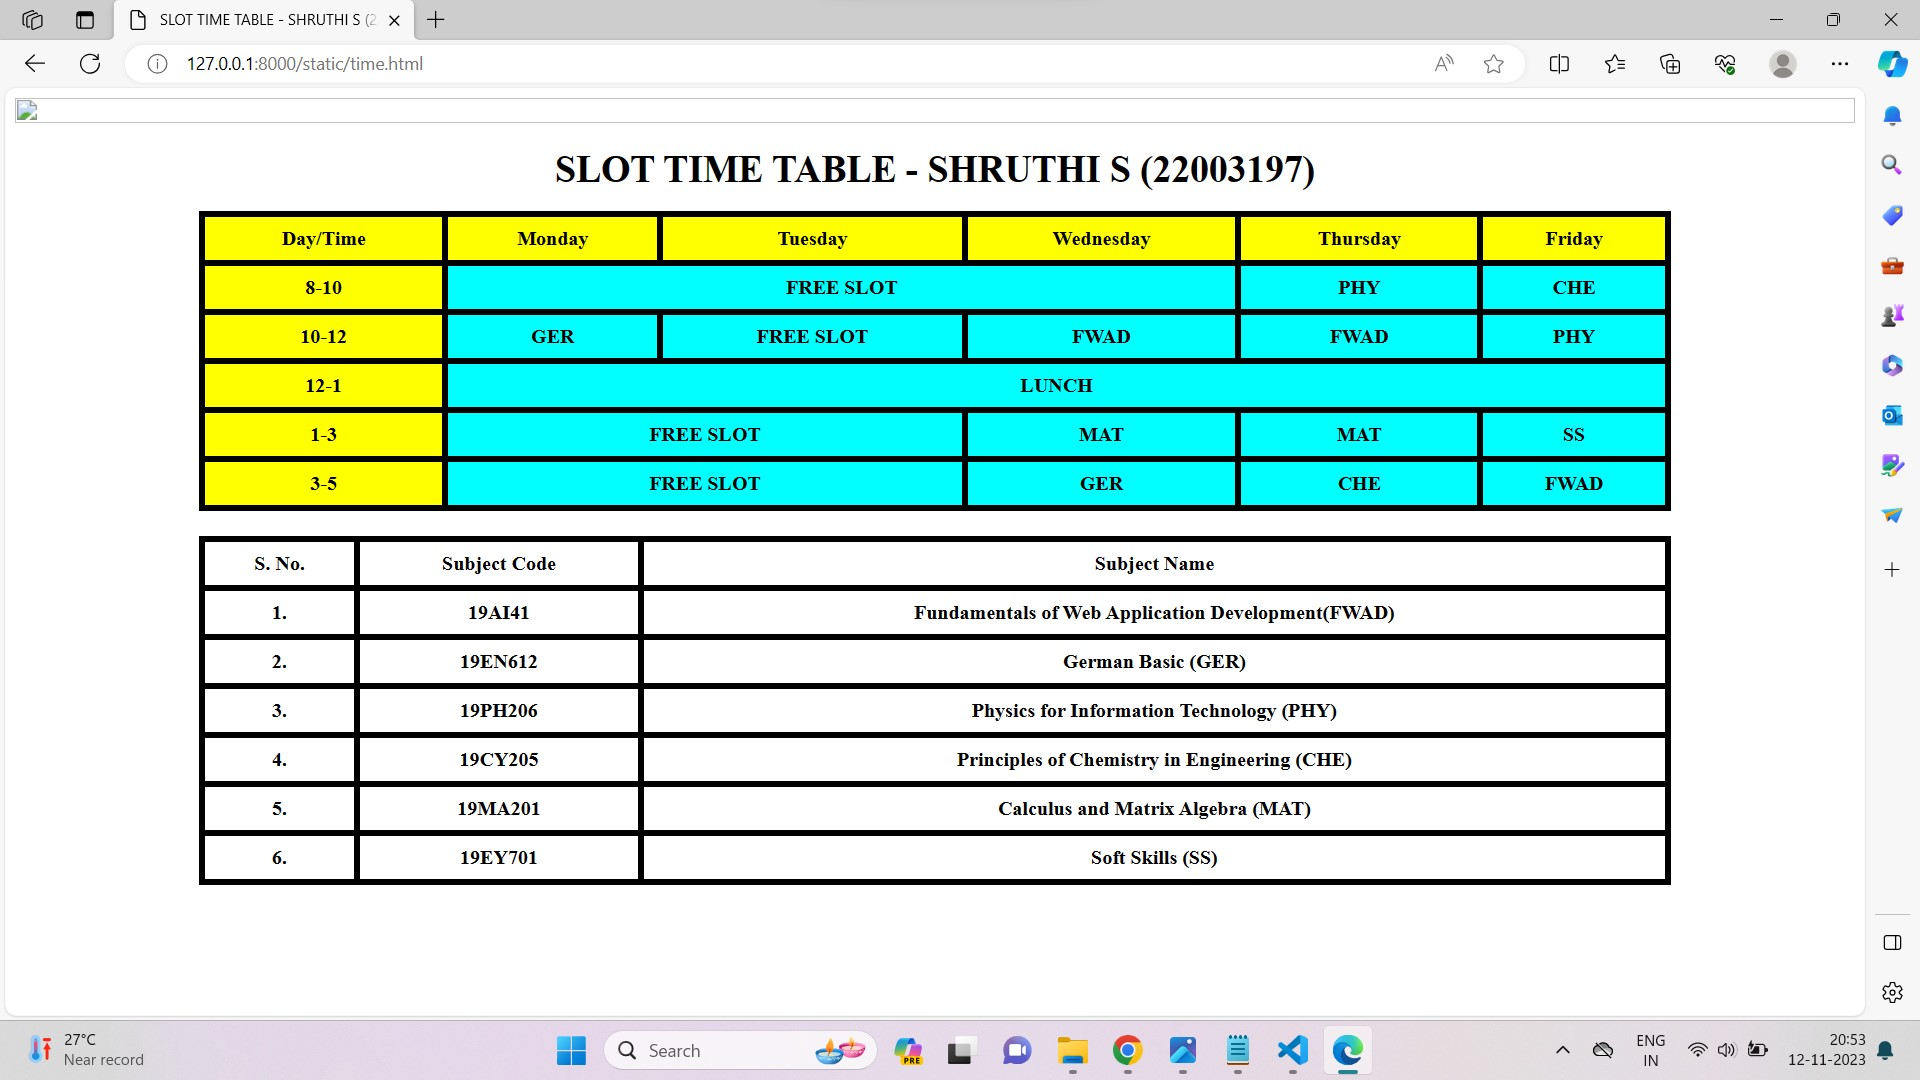 SLOT TIME TABLE - SHRUTHI S (2
127.0.0.1:8000/static/time.html
SLOT TIME TABLE - SHRUTHI S (22003197)
Day/Time Monday Tuesday Wednesday Thursday Friday
8-10 FREE SLOT PHY CHE
10-12 GER FREE SLOT FWAD FWAD PHY
12-1 LUNCH
1-3 FREE SLOT MAT MAT SS
3-5 FREE SLOT GER CHE FWAD
S. No. Subject Code Subject Name
1. 19AI41 Fundamentals of Web Application Development(FWAD)
2. 19EN612 German Basic (GER)
3. 19PH206 Physics for Information Technology (PHY)
4. 19CY205 Principles of Chemistry in Engineering (CHE)
5. 19MA201 Calculus and Matrix Algebra (MAT)
6. 19EY701 Soft Skills (SS)
27°C
Near record
Search
PRE
ENG
IN
20:53
12-11-2023